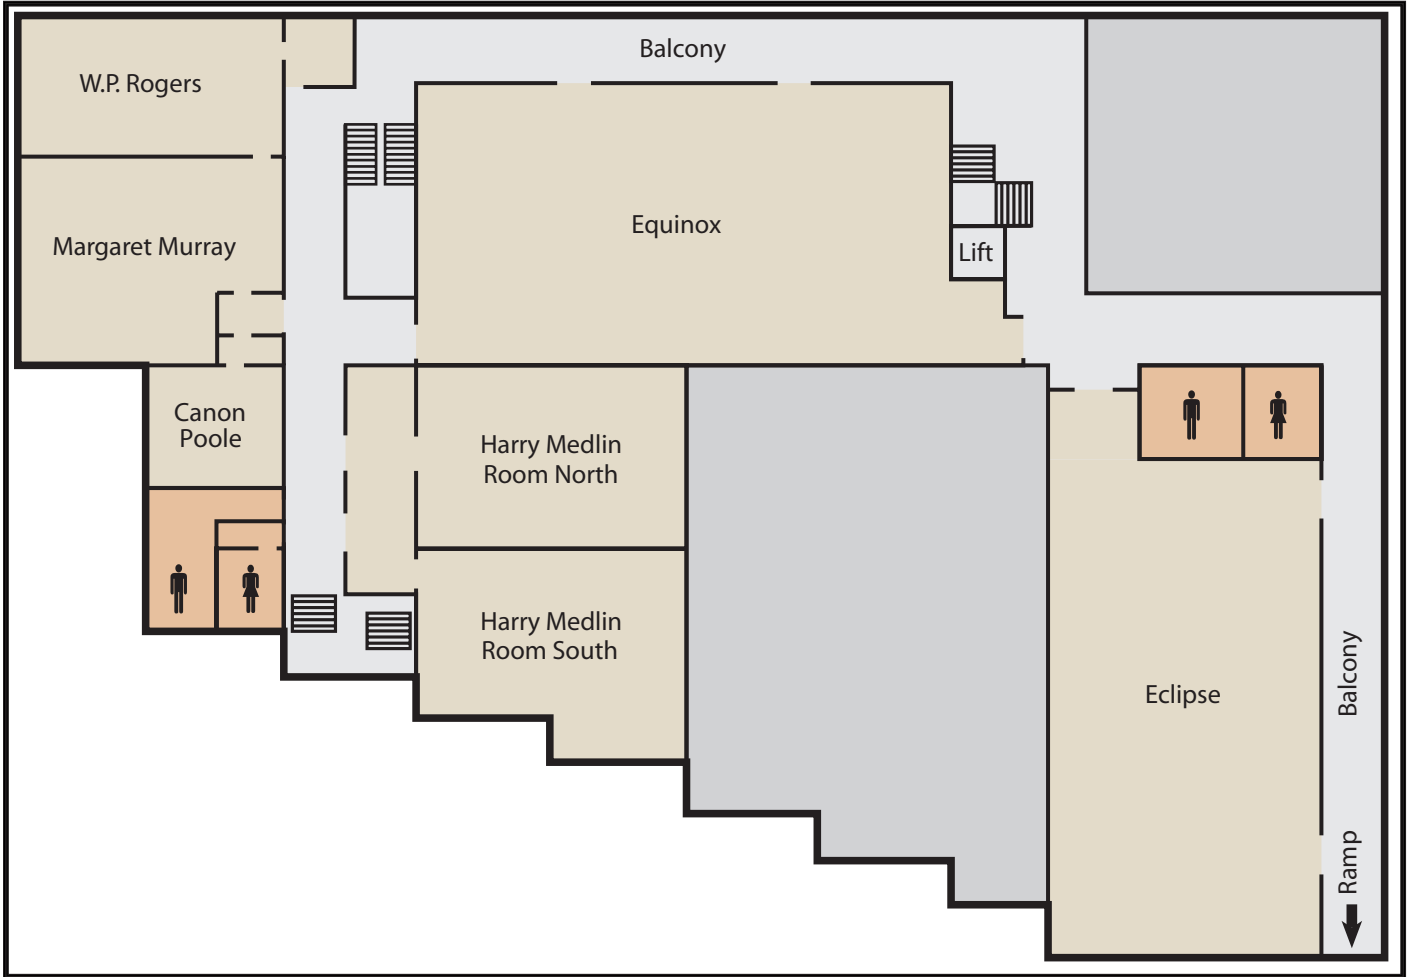 Balcony
W.P. Rogers
Equinox
Margaret Murray
Lift
Canon
Poole
Harry Medlin
Room North
Harry Medlin
Room South
Eclipse
Balcony
Ramp